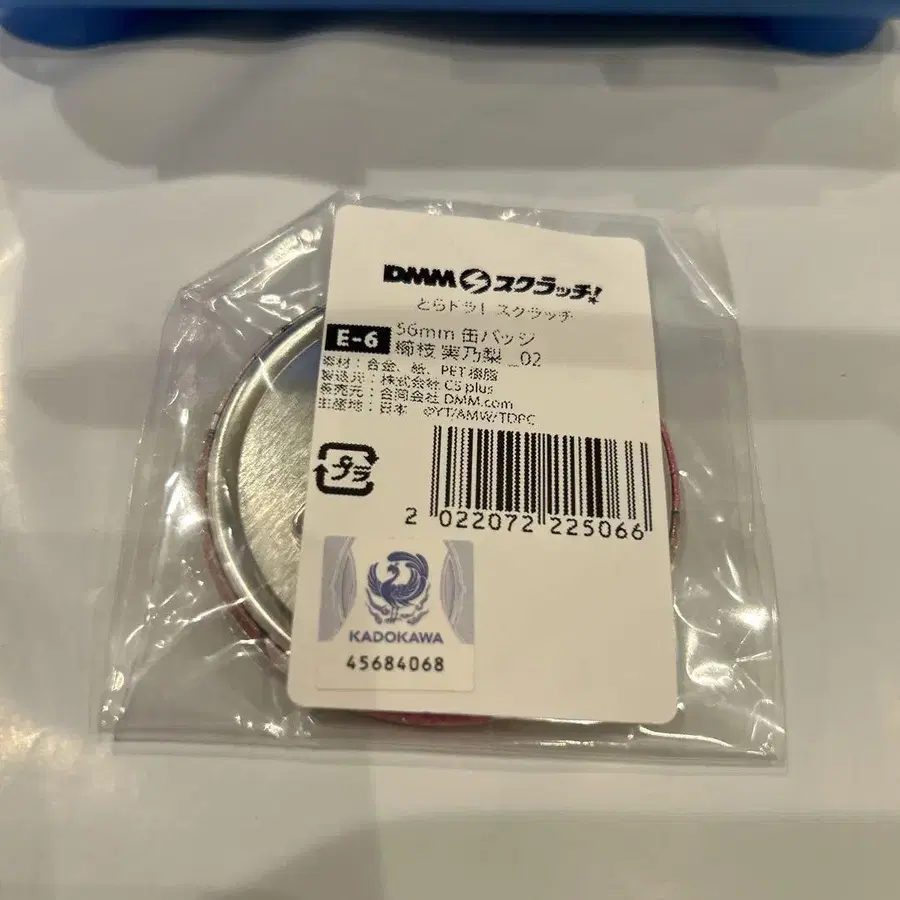 DMM スクラッチ!
とらドラ! スクラッチ
E-6 56mm 缶バッジ
櫛枝 実乃梨 _02
素材:合金、紙、PET樹脂
製造元:株式会社 CS plus
販売元:合同会社 DMM.com
生産地:日本 ©YT/AMW/TDPC
プラ
2 022072 225066
KADOKAWA
45684068